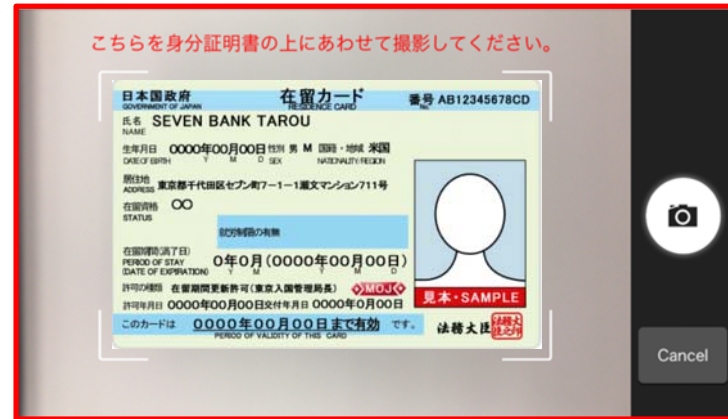 こちらを身分証明書の上にあわせて撮影してください。
日本国政府 在留カード 番号 AB12345678CD
GOVERNMENT OF JAPAN RESIDENCE CARD No.
氏名 SEVEN BANK TAROU
NAME
生年月日 0000年00月00日 性別 男 M 国籍・地域 米国
DATE OF BIRTH Y M D SEX NATIONALITY/REGION
居住地
ADDRESS 東京都千代田区セブン町7-1-1瀬文マンション711号
在留資格 ○○
STATUS
就労制限の有無
在留期間(満了日)
PERIOD OF STAY 0年0月(0000年00月00日)
(DATE OF EXPIRATION) Y M Y M D
許可の種類 在留期間更新許可(東京入国管理局長) MOJ
許可年月日 0000年00月00日交付年月日 0000年0月00日
見本・SAMPLE
このカードは 0000年00月00日まで有効 です。 法務大臣
PERIOD OF VALIDITY OF THIS CARD
Cancel